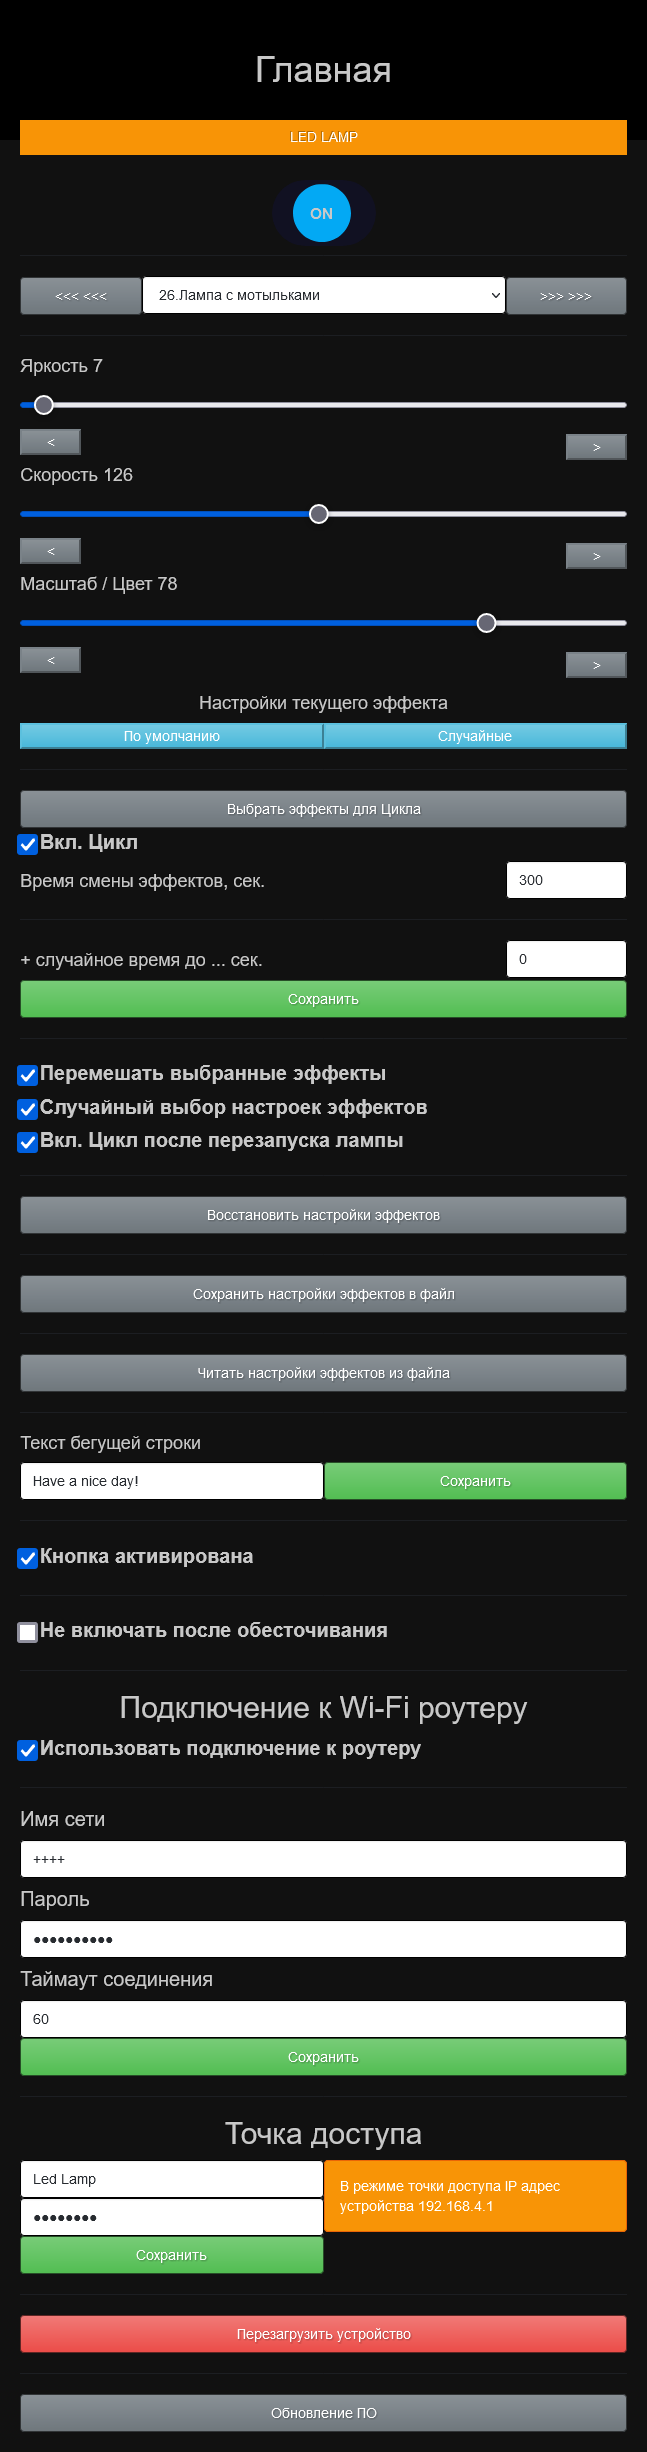 Главная
LED LAMP
ON
<<< <<<
26.Лампа с мотыльками
>>> >>>
Яркость 7
<
>
Скорость 126
<
>
Масштаб / Цвет 78
<
>
Настройки текущего эффекта
По умолчанию
Случайные
Выбрать эффекты для Цикла
Вкл. Цикл
Время смены эффектов, сек.
300
+ случайное время до ... сек.
0
Сохранить
Перемешать выбранные эффекты
Случайный выбор настроек эффектов
Вкл. Цикл после перезапуска лампы
Восстановить настройки эффектов
Сохранить настройки эффектов в файл
Читать настройки эффектов из файла
Текст бегущей строки
Have a nice day!
Сохранить
Кнопка активирована
Не включать после обесточивания
Подключение к Wi-Fi роутеру
Использовать подключение к роутеру
Имя сети
++++
Пароль
●●●●●●●●●●
Таймаут соединения
60
Сохранить
Точка доступа
Led Lamp
●●●●●●●●
Сохранить
В режиме точки доступа IP адрес
устройства 192.168.4.1
Перезагрузить устройство
Обновление ПО